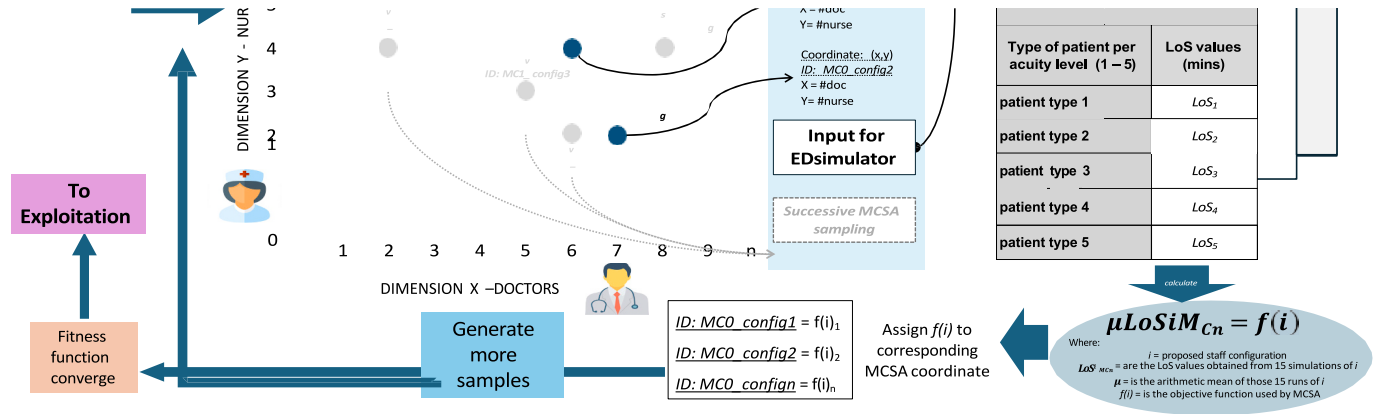 DIMENSION Y - NUR
4
3
2
1
0
1 2 3 4 5 6 7 8 9 n
DIMENSION X –DOCTORS
v
s
g
v
ID: MC1_config3
g
v
X = #doc
Y= #nurse
Coordinate: (x,y)
ID: MC0_config2
X = #doc
Y= #nurse
Input for
EDsimulator
Successive MCSA
sampling
Type of patient per
acuity level (1 – 5)
LoS values
(mins)
patient type 1 LoS1
patient type 2 LoS2
patient type 3 LoS3
patient type 4 LoS4
patient type 5 LoS5
calculate
μLoSiM Cn = f(i)
Where:
i = proposed staff configuration
LoSi MCn = are the LoS values obtained from 15 simulations of i
μ = is the arithmetic mean of those 15 runs of i
f(i) = is the objective function used by MCSA
Assign f(i) to
corresponding
MCSA coordinate
ID: MC0_config1 = f(i)1
ID: MC0_config2 = f(i)2
ID: MC0_confign = f(i)n
Generate
more
samples
Fitness
function
converge
To
Exploitation